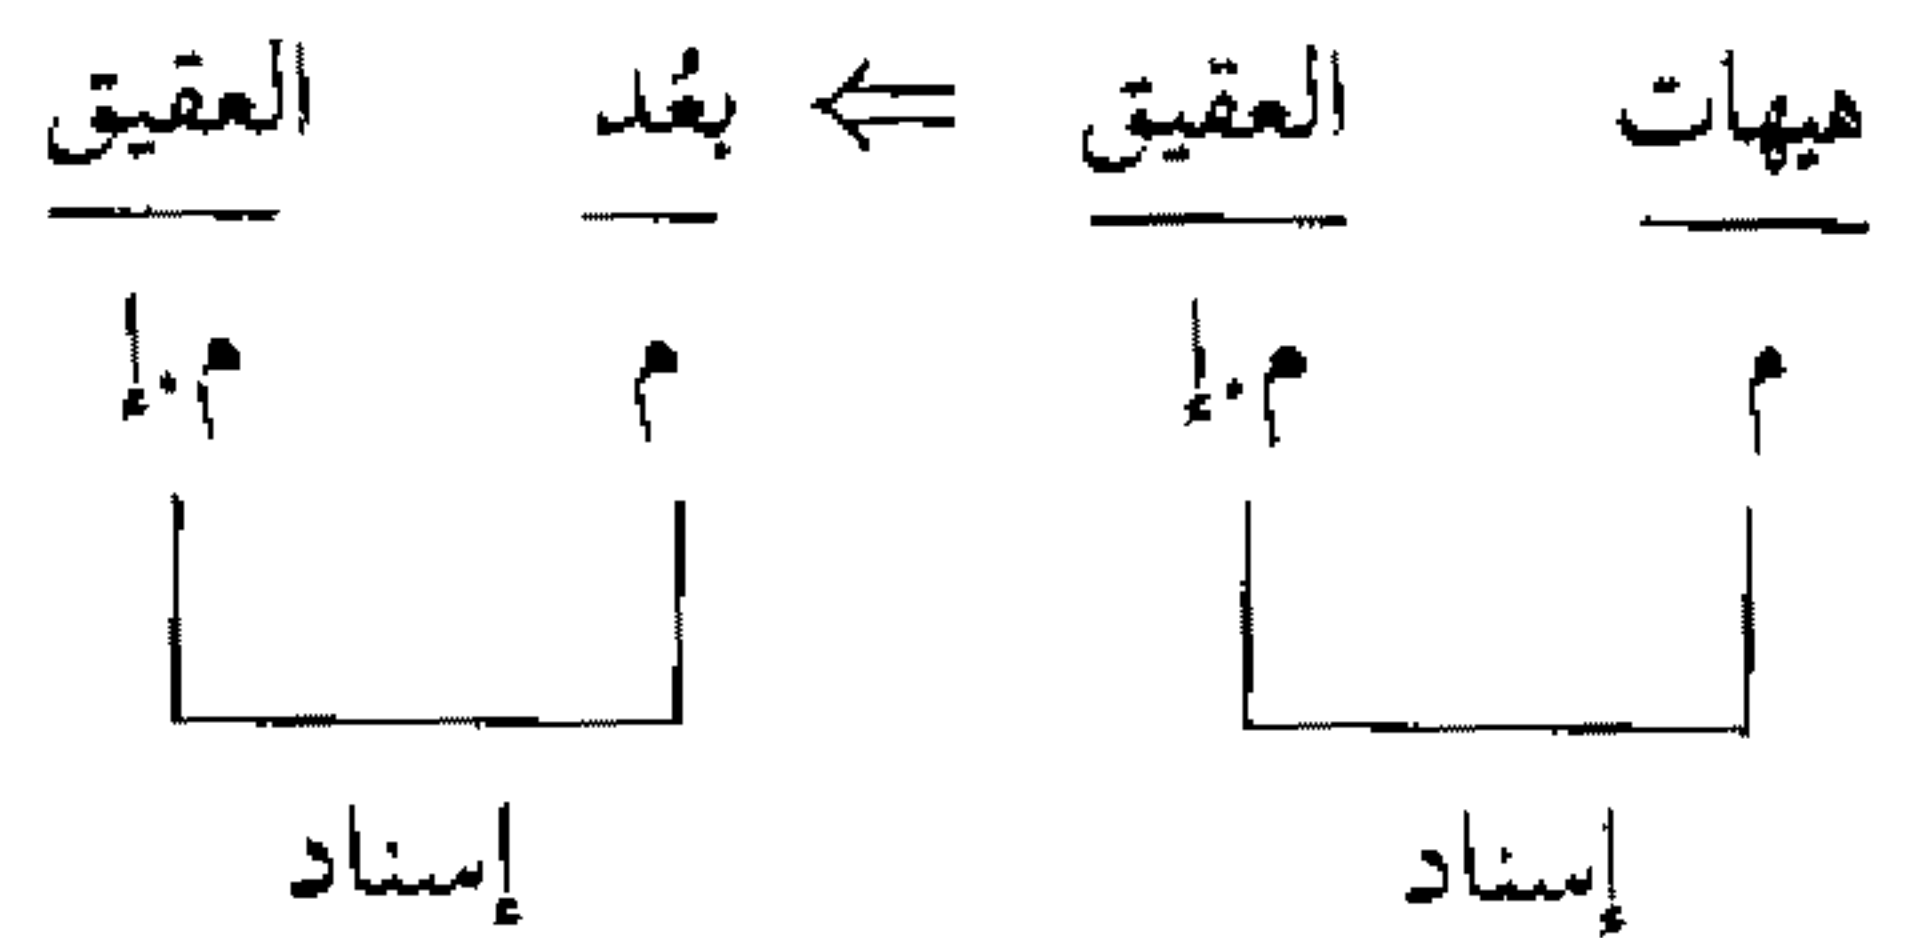 هيهات العقيق ⇐ بعُد العقيق
م م.إ م م.إ
إسناد إسناد